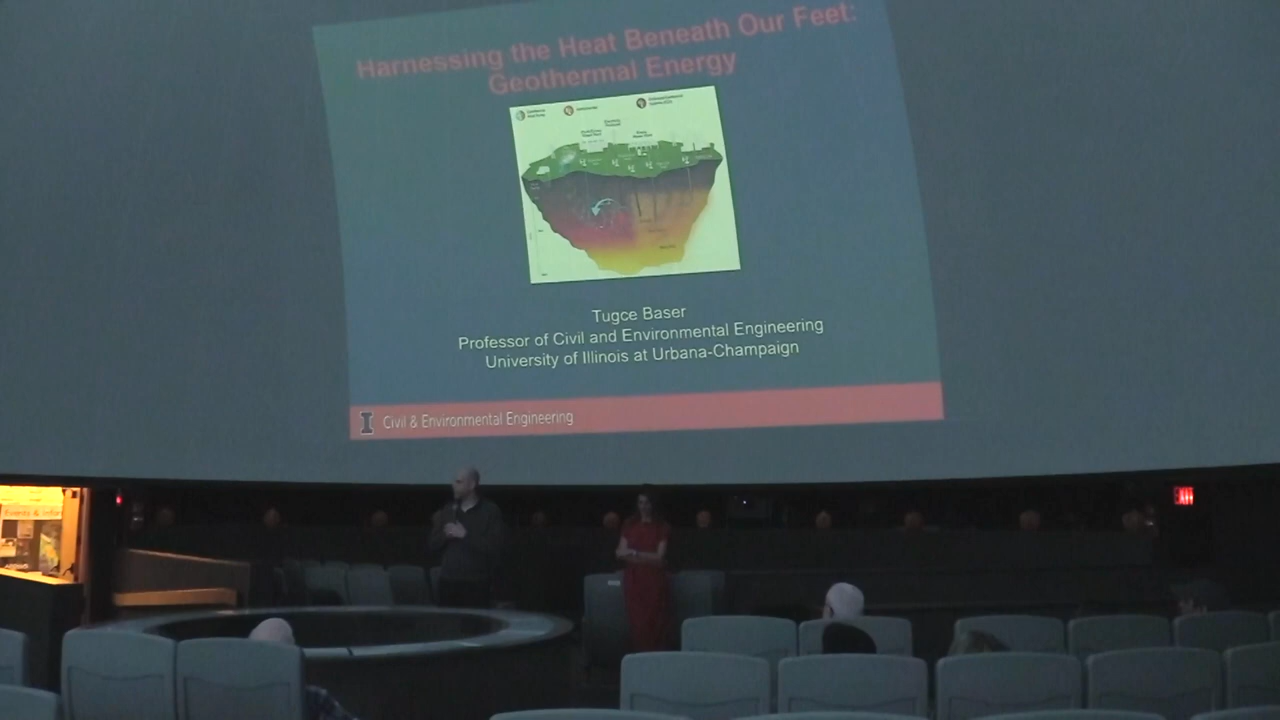 Harnessing the Heat Beneath Our Feet:
Geothermal Energy
Tugce Baser
Professor of Civil and Environmental Engineering
University of Illinois at Urbana-Champaign
I Civil & Environmental Engineering
Events &